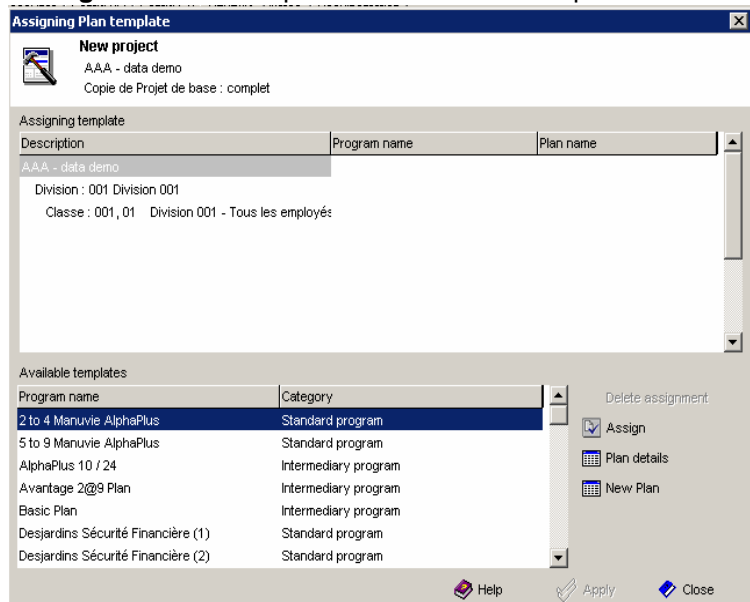 Assigning Plan template
New project
AAA - data demo
Copie de Projet de base : complet
Assigning template
Description Program name Plan name
AAA - data demo
Division : 001 Division 001
Classe : 001, 01 Division 001 - Tous les employés
Available templates
Program name Category
2 to 4 Manuvie AlphaPlus Standard program
5 to 9 Manuvie AlphaPlus Standard program
AlphaPlus 10 / 24 Intermediary program
Avantage 2@9 Plan Intermediary program
Basic Plan Intermediary program
Desjardins Sécurité Financière (1) Standard program
Desjardins Sécurité Financière (2) Standard program
Delete assignment
Assign
Plan details
New Plan
Help Apply Close